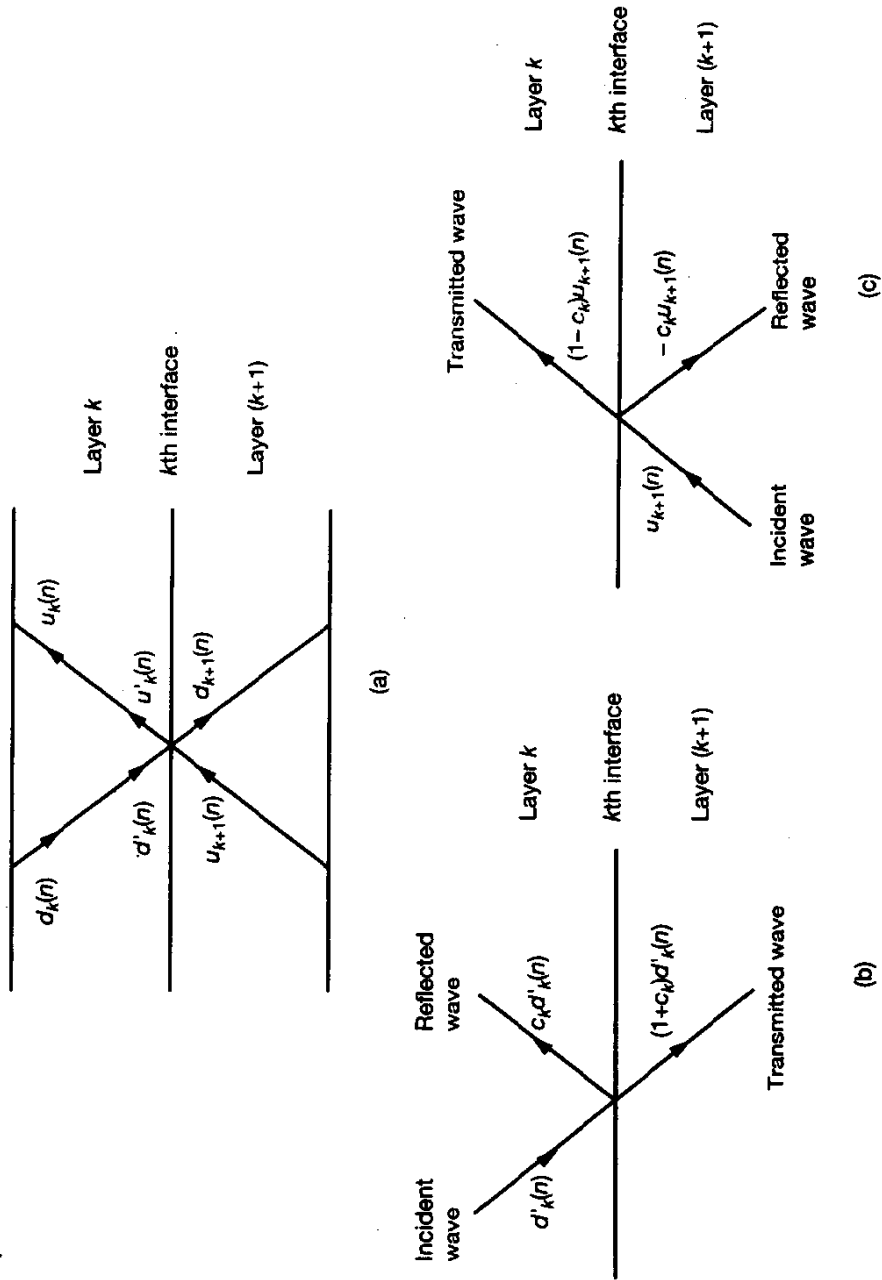 d_k(n)
u_k(n)
Layer k
d'_k(n)
u'_k(n)
kth interface
u_{k+1}(n)
d_{k+1}(n)
Layer (k+1)
(a)
Incident
wave
Reflected
wave
d'_k(n)
c_k d'_k(n)
Layer k
kth interface
(1+c_k)d'_k(n)
Layer (k+1)
Transmitted wave
(b)
Transmitted wave
Layer k
(1– c_k)u_{k+1}(n)
kth interface
u_{k+1}(n)
– c_k u_{k+1}(n)
Layer (k+1)
Incident
wave
Reflected
wave
(c)